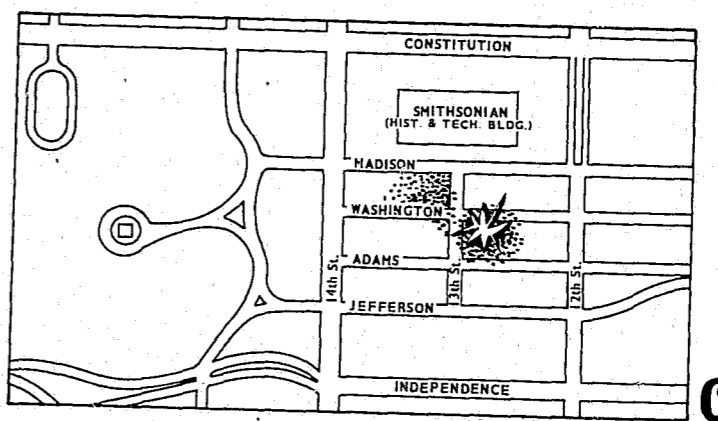 CONSTITUTION
SMITHSONIAN
(HIST. & TECH. BLDG.)
MADISON
WASHINGTON
ADAMS
14th St.
13th St.
12th St.
JEFFERSON
INDEPENDENCE